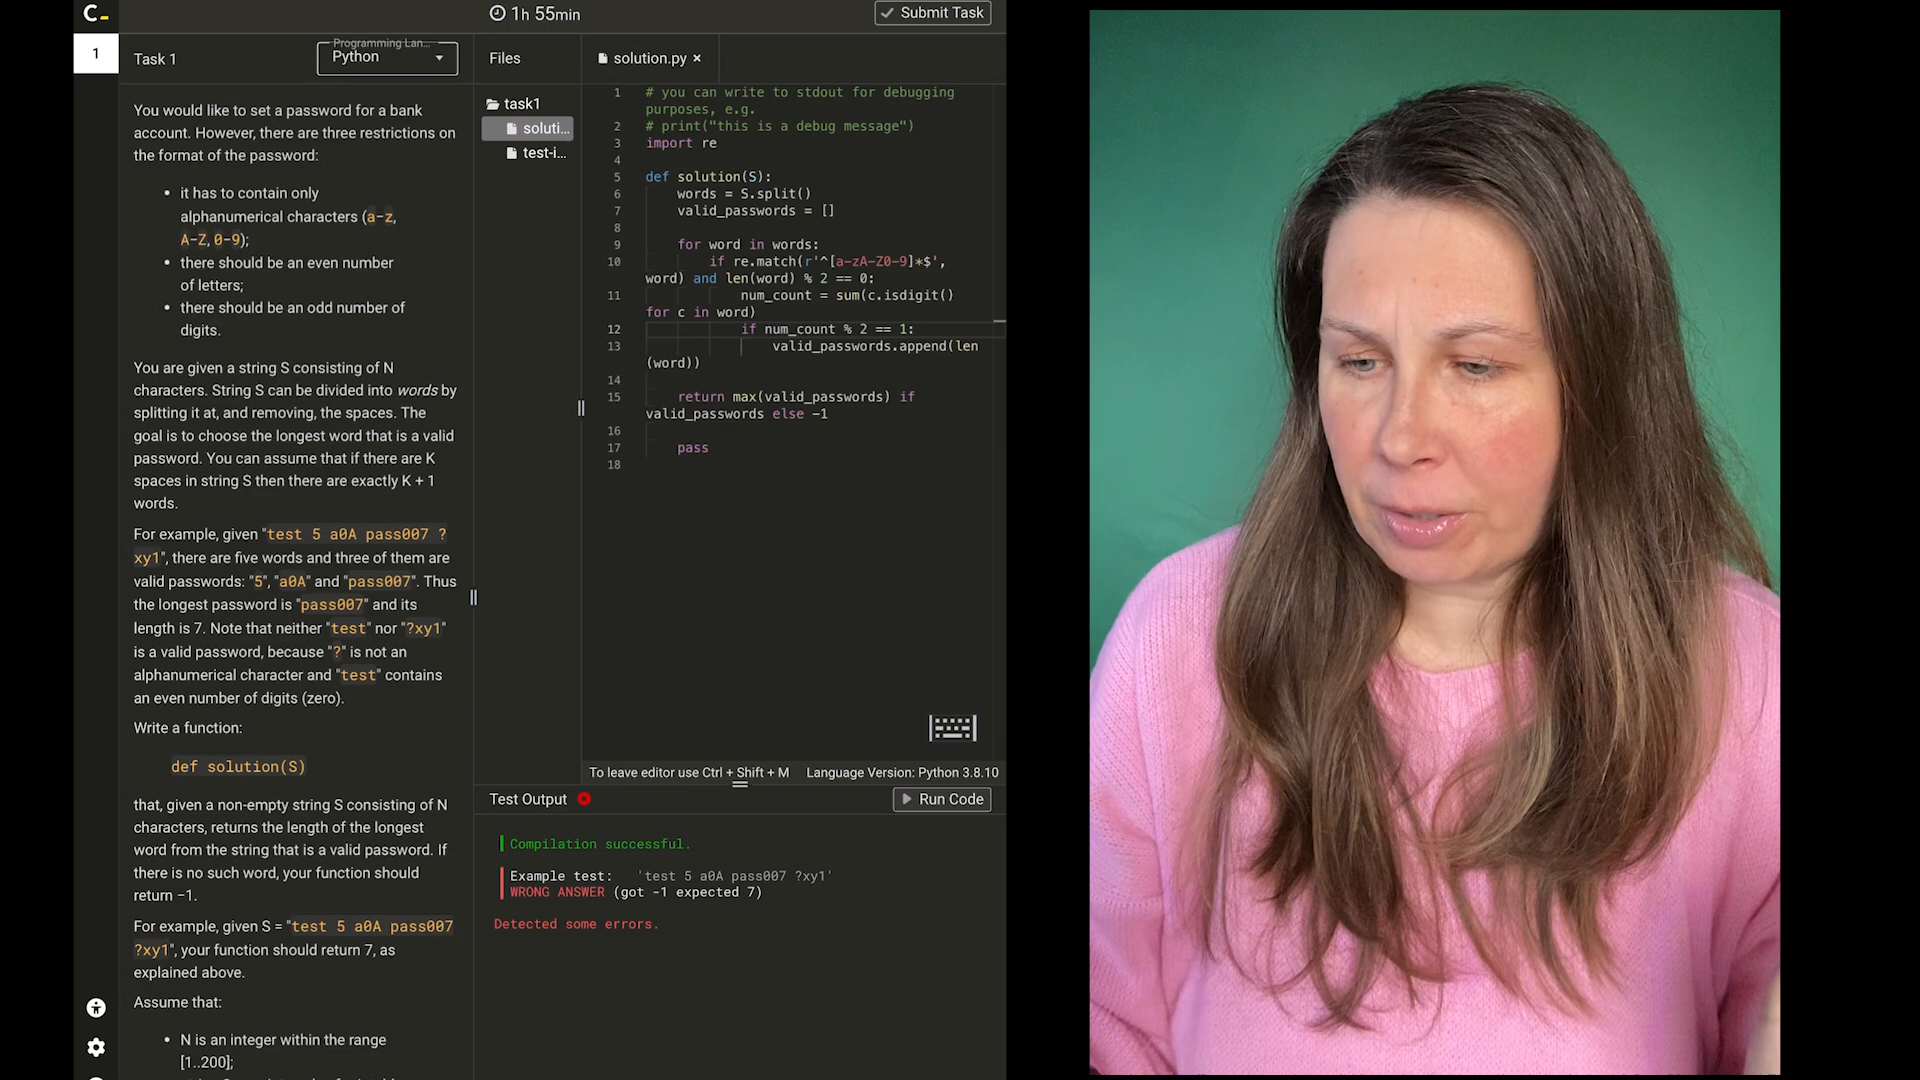 C_
1h 55min
Submit Task
1
Task 1
Programming Lan...
Python
Files
solution.py ×
You would like to set a password for a bank
account. However, there are three restrictions on
the format of the password:
• it has to contain only
alphanumerical characters (a-z,
A-Z, 0-9);
• there should be an even number
of letters;
• there should be an odd number of
digits.
You are given a string S consisting of N
characters. String S can be divided into words by
splitting it at, and removing, the spaces. The
goal is to choose the longest word that is a valid
password. You can assume that if there are K
spaces in string S then there are exactly K + 1
words.
For example, given "test 5 a0A pass007 ?
xy1", there are five words and three of them are
valid passwords: "5", "a0A" and "pass007". Thus
the longest password is "pass007" and its
length is 7. Note that neither "test" nor "?xy1"
is a valid password, because "?" is not an
alphanumerical character and "test" contains
an even number of digits (zero).
Write a function:
def solution(S)
that, given a non-empty string S consisting of N
characters, returns the length of the longest
word from the string that is a valid password. If
there is no such word, your function should
return −1.
For example, given S = "test 5 a0A pass007
?xy1", your function should return 7, as
explained above.
Assume that:
• N is an integer within the range
[1..200];
task1
soluti...
test-i...
1 # you can write to stdout for debugging
purposes, e.g.
2 # print("this is a debug message")
3 import re
4
5 def solution(S):
6 words = S.split()
7 valid_passwords = []
8
9 for word in words:
10 if re.match(r'^[a-zA-Z0-9]*$',
word) and len(word) % 2 == 0:
11 num_count = sum(c.isdigit()
for c in word)
12 if num_count % 2 == 1:
13 valid_passwords.append(len
(word))
14
15 return max(valid_passwords) if
valid_passwords else -1
16
17 pass
18
To leave editor use Ctrl + Shift + M
Language Version: Python 3.8.10
Test Output
Run Code
Compilation successful.
Example test: 'test 5 a0A pass007 ?xy1'
WRONG ANSWER (got -1 expected 7)
Detected some errors.